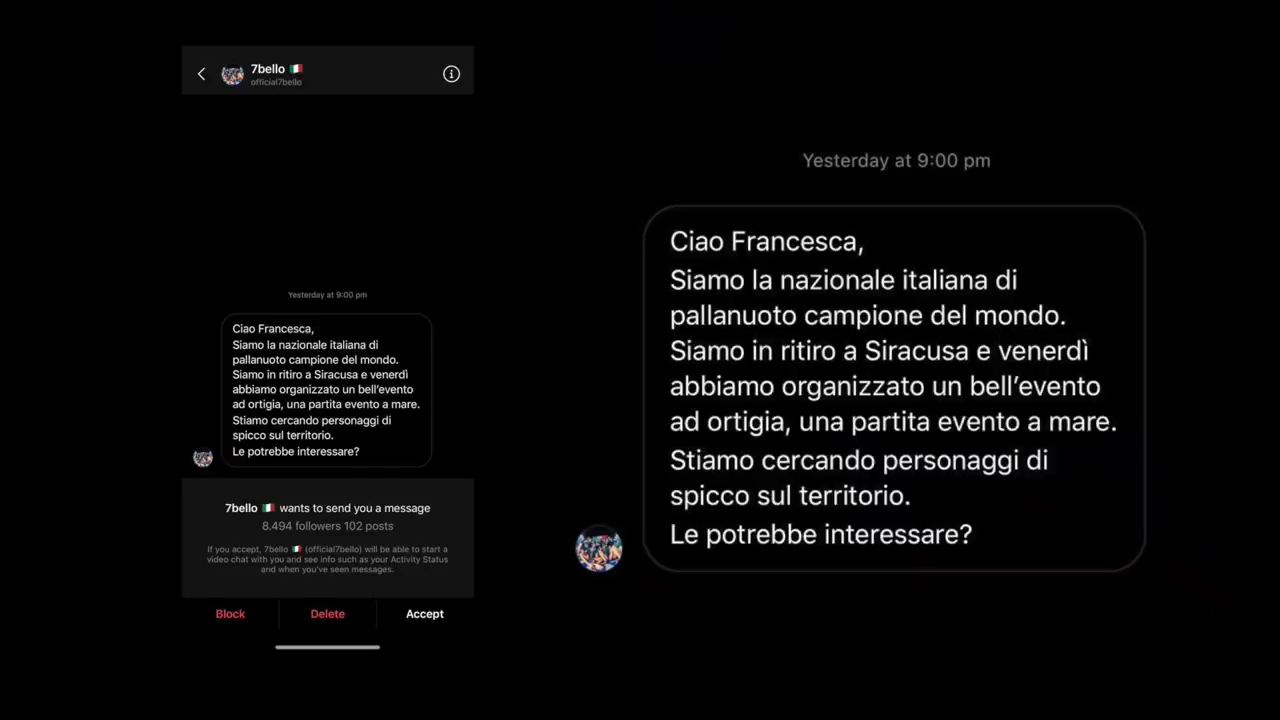 7bello 🇮🇹
official7bello
Yesterday at 9:00 pm
Ciao Francesca,
Siamo la nazionale italiana di
pallanuoto campione del mondo.
Siamo in ritiro a Siracusa e venerdì
abbiamo organizzato un bell’evento
ad ortigia, una partita evento a mare.
Stiamo cercando personaggi di
spicco sul territorio.
Le potrebbe interessare?
7bello 🇮🇹 wants to send you a message
8.494 followers 102 posts
If you accept, 7bello 🇮🇹 (official7bello) will be able to start a
video chat with you and see info such as your Activity Status
and when you've seen messages.
Block
Delete
Accept
Yesterday at 9:00 pm
Ciao Francesca,
Siamo la nazionale italiana di
pallanuoto campione del mondo.
Siamo in ritiro a Siracusa e venerdì
abbiamo organizzato un bell’evento
ad ortigia, una partita evento a mare.
Stiamo cercando personaggi di
spicco sul territorio.
Le potrebbe interessare?